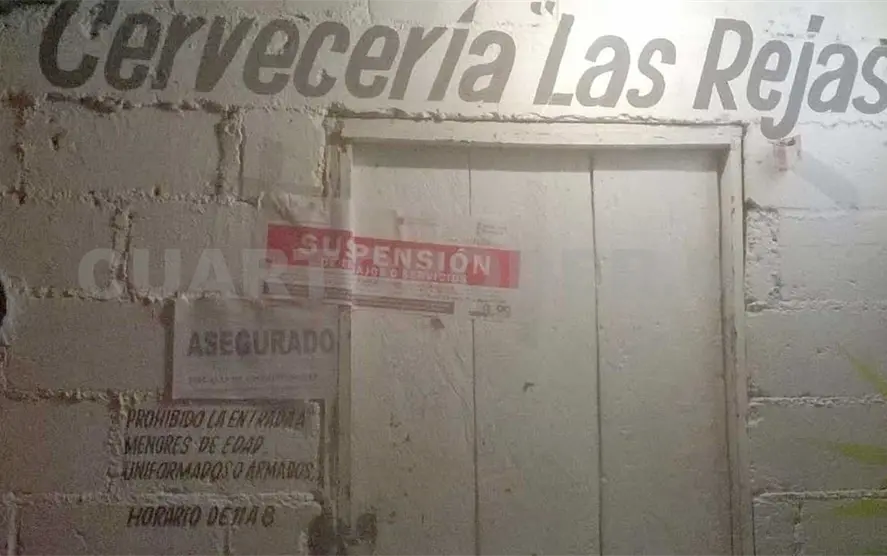 Cervecería "Las Rejas
SUSPENSIÓN
DE TRABAJOS O SERVICIOS
ASEGURADO
PROHIBIDO LA ENTRADA A
MENORES DE EDAD
UNIFORMADOS O ARMADOS,
HORARIO DE 11 A 8